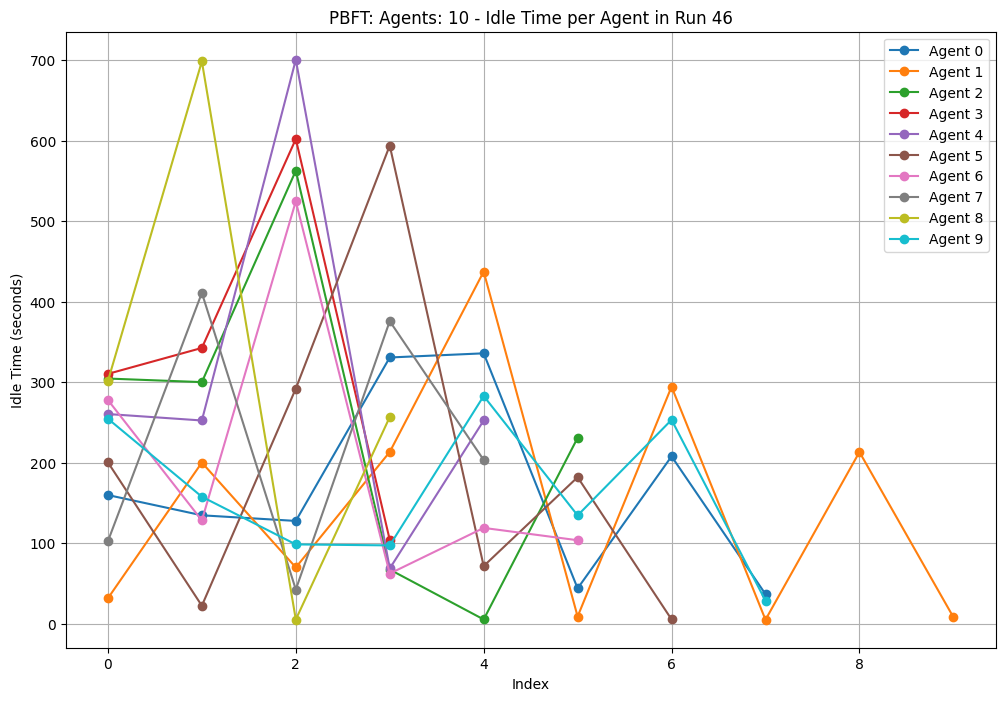 PBFT: Agents: 10 - Idle Time per Agent in Run 46
Idle Time (seconds)
700
600
500
400
300
200
100
0
0
2
4
6
8
Index
Agent 0
Agent 1
Agent 2
Agent 3
Agent 4
Agent 5
Agent 6
Agent 7
Agent 8
Agent 9